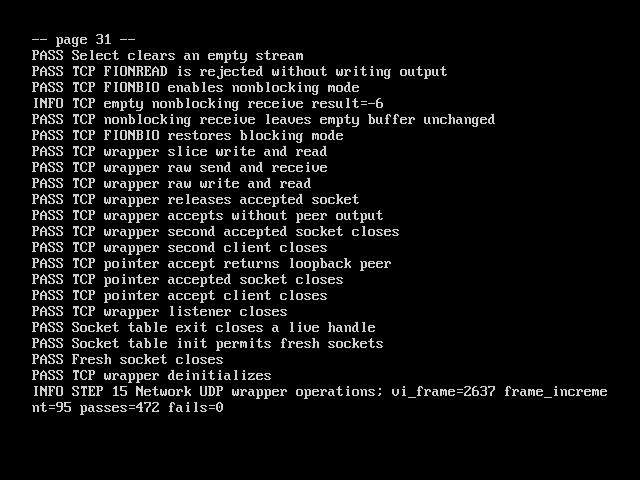 -- page 31 --
PASS Select clears an empty stream
PASS TCP FIONREAD is rejected without writing output
PASS TCP FIONBIO enables nonblocking mode
INFO TCP empty nonblocking receive result=-6
PASS TCP nonblocking receive leaves empty buffer unchanged
PASS TCP FIONBIO restores blocking mode
PASS TCP wrapper slice write and read
PASS TCP wrapper raw send and receive
PASS TCP wrapper raw write and read
PASS TCP wrapper releases accepted socket
PASS TCP wrapper accepts without peer output
PASS TCP wrapper second accepted socket closes
PASS TCP wrapper second client closes
PASS TCP pointer accept returns loopback peer
PASS TCP pointer accepted socket closes
PASS TCP pointer accept client closes
PASS TCP wrapper listener closes
PASS Socket table exit closes a live handle
PASS Socket table init permits fresh sockets
PASS Fresh socket closes
PASS TCP wrapper deinitializes
INFO STEP 15 Network UDP wrapper operations; vi_frame=2637 frame_increme
nt=95 passes=472 fails=0